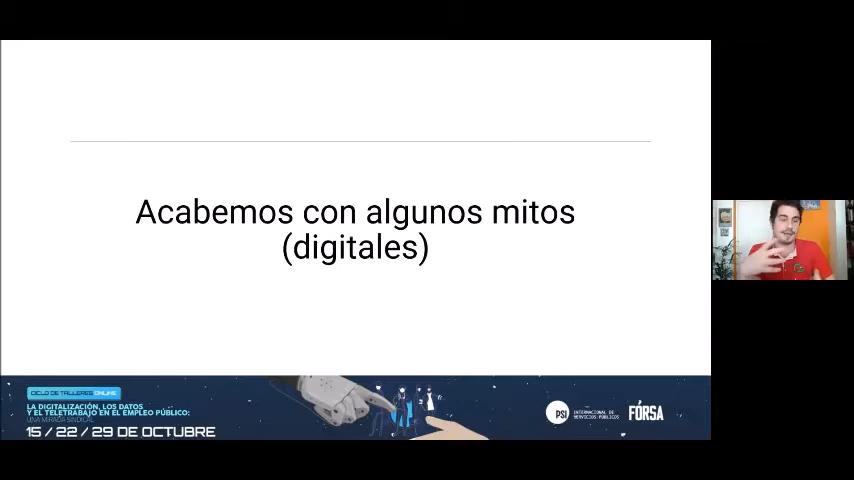 Acabemos con algunos mitos
(digitales)
CICLO DE TALLERES ONLINE
LA DIGITALIZACIÓN, LOS DATOS
Y EL TELETRABAJO EN EL EMPLEO PÚBLICO:
UNA MIRADA SINDICAL
15 / 22 / 29 DE OCTUBRE
PSI
INTERNACIONAL DE
SERVICIOS PÚBLICOS
FÓRSA